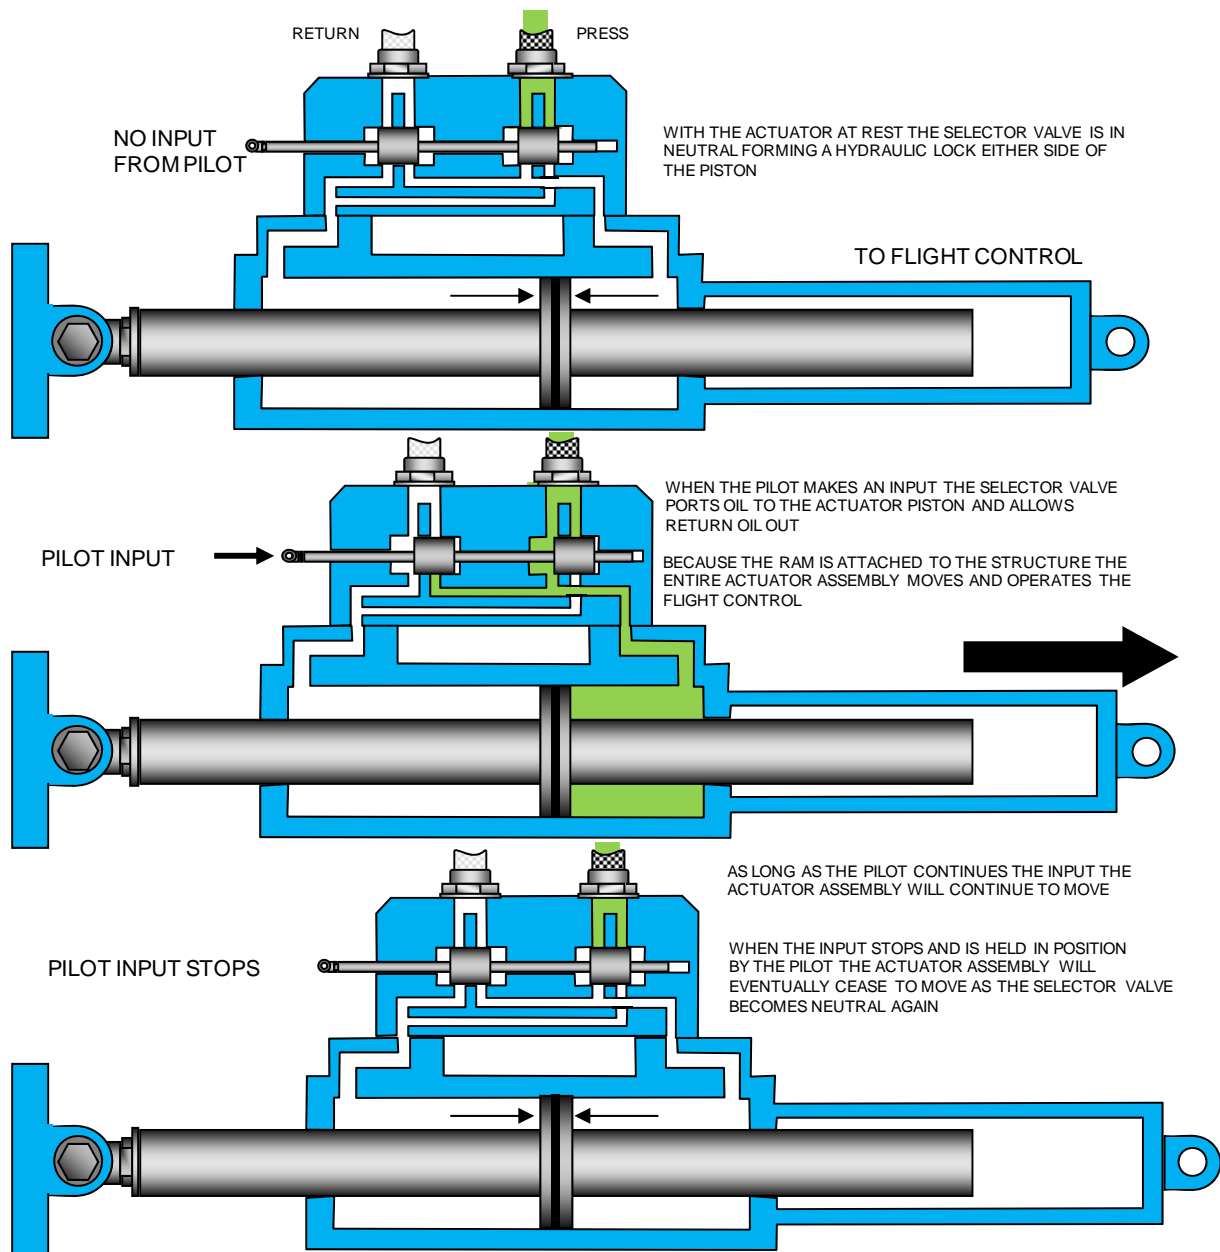 RETURN
PRESS
NO INPUT
FROM PILOT
WITH THE ACTUATOR AT REST THE SELECTOR VALVE IS IN
NEUTRAL FORMING A HYDRAULIC LOCK EITHER SIDE OF
THE PISTON
TO FLIGHT CONTROL
WHEN THE PILOT MAKES AN INPUT THE SELECTOR VALVE
PORTS OIL TO THE ACTUATOR PISTON AND ALLOWS
RETURN OIL OUT
PILOT INPUT
BECAUSE THE RAM IS ATTACHED TO THE STRUCTURE THE
ENTIRE ACTUATOR ASSEMBLY MOVES AND OPERATES THE
FLIGHT CONTROL
AS LONG AS THE PILOT CONTINUES THE INPUT THE
ACTUATOR ASSEMBLY WILL CONTINUE TO MOVE
PILOT INPUT STOPS
WHEN THE INPUT STOPS AND IS HELD IN POSITION
BY THE PILOT THE ACTUATOR ASSEMBLY WILL
EVENTUALLY CEASE TO MOVE AS THE SELECTOR VALVE
BECOMES NEUTRAL AGAIN